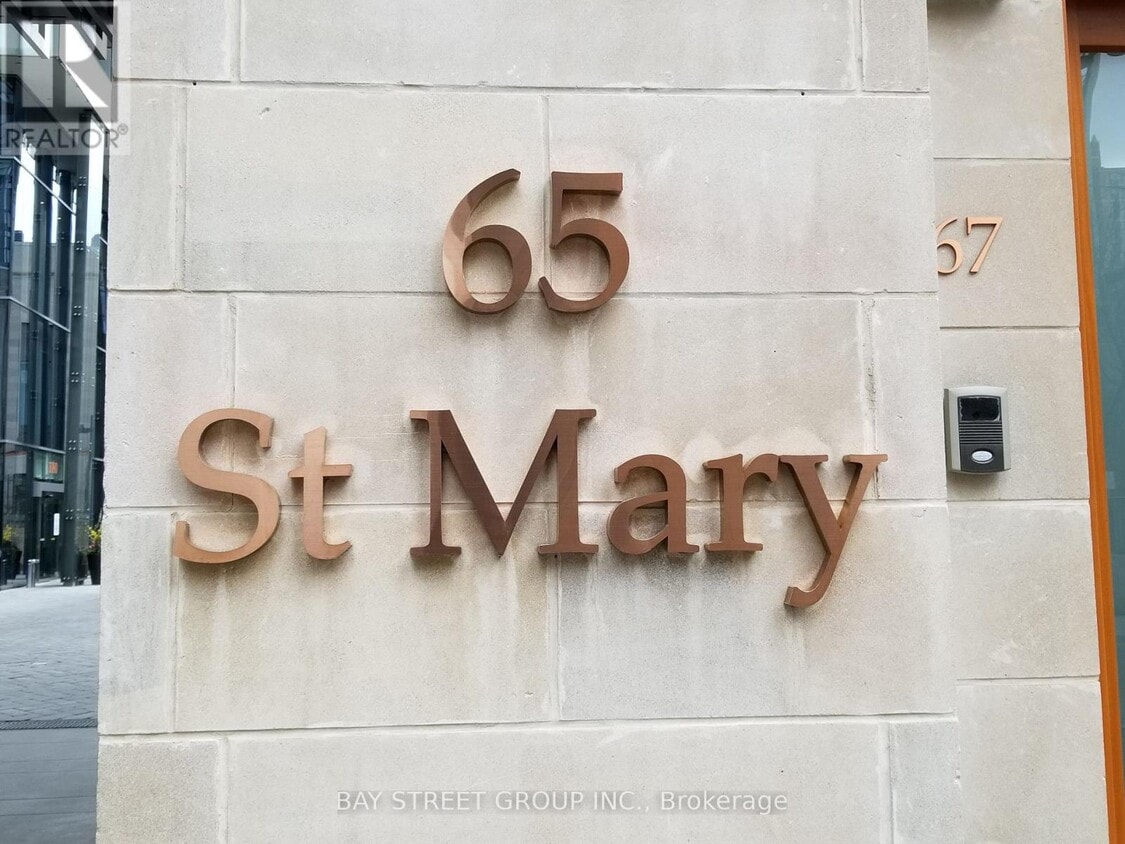 REALTOR®
65
67
St Mary
BAY STREET GROUP INC., Brokerage